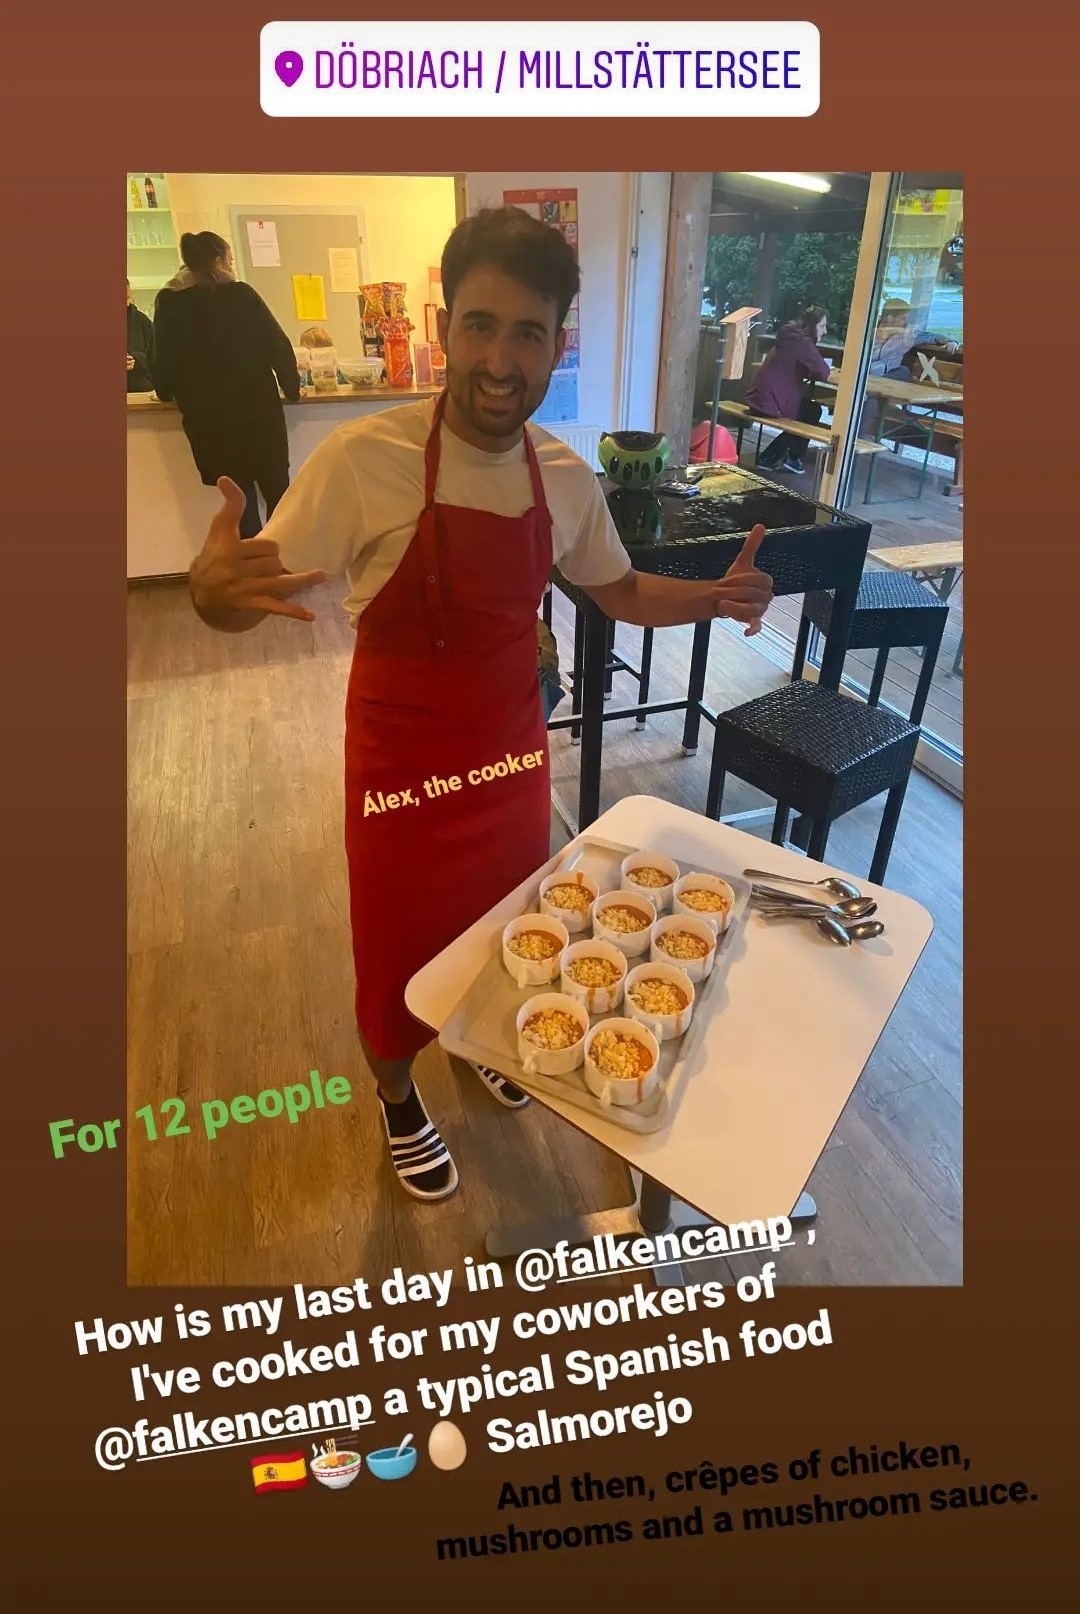 DÖBRIACH / MILLSTÄTTERSEE
Álex, the cooker
For 12 people
How is my last day in @falkencamp ,
I've cooked for my coworkers of
@falkencamp a typical Spanish food
🇪🇸🍜🥣🥚 Salmorejo
And then, crêpes of chicken,
mushrooms and a mushroom sauce.